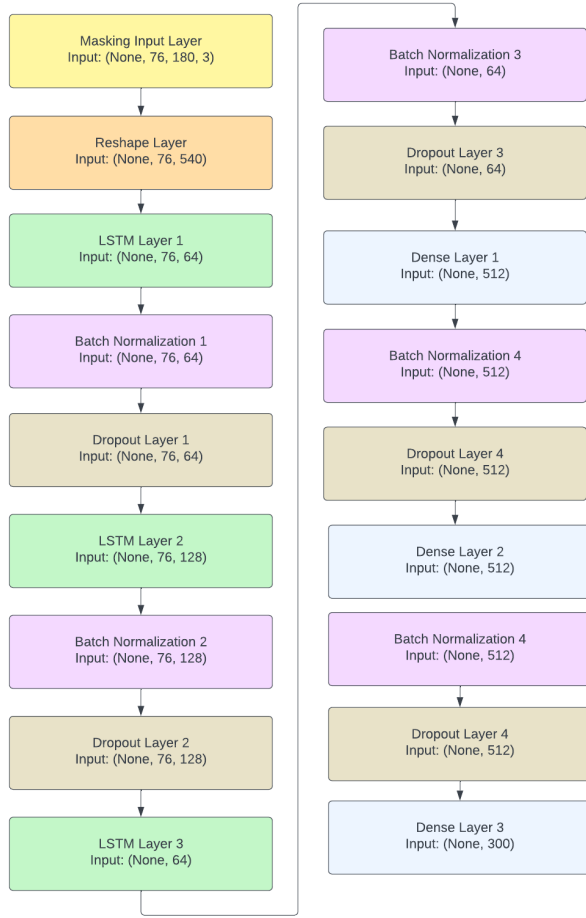 Masking Input Layer
Input: (None, 76, 180, 3)
Reshape Layer
Input: (None, 76, 540)
LSTM Layer 1
Input: (None, 76, 64)
Batch Normalization 1
Input: (None, 76, 64)
Dropout Layer 1
Input: (None, 76, 64)
LSTM Layer 2
Input: (None, 76, 128)
Batch Normalization 2
Input: (None, 76, 128)
Dropout Layer 2
Input: (None, 76, 128)
LSTM Layer 3
Input: (None, 64)
Batch Normalization 3
Input: (None, 64)
Dropout Layer 3
Input: (None, 64)
Dense Layer 1
Input: (None, 512)
Batch Normalization 4
Input: (None, 512)
Dropout Layer 4
Input: (None, 512)
Dense Layer 2
Input: (None, 512)
Batch Normalization 4
Input: (None, 512)
Dropout Layer 4
Input: (None, 512)
Dense Layer 3
Input: (None, 300)